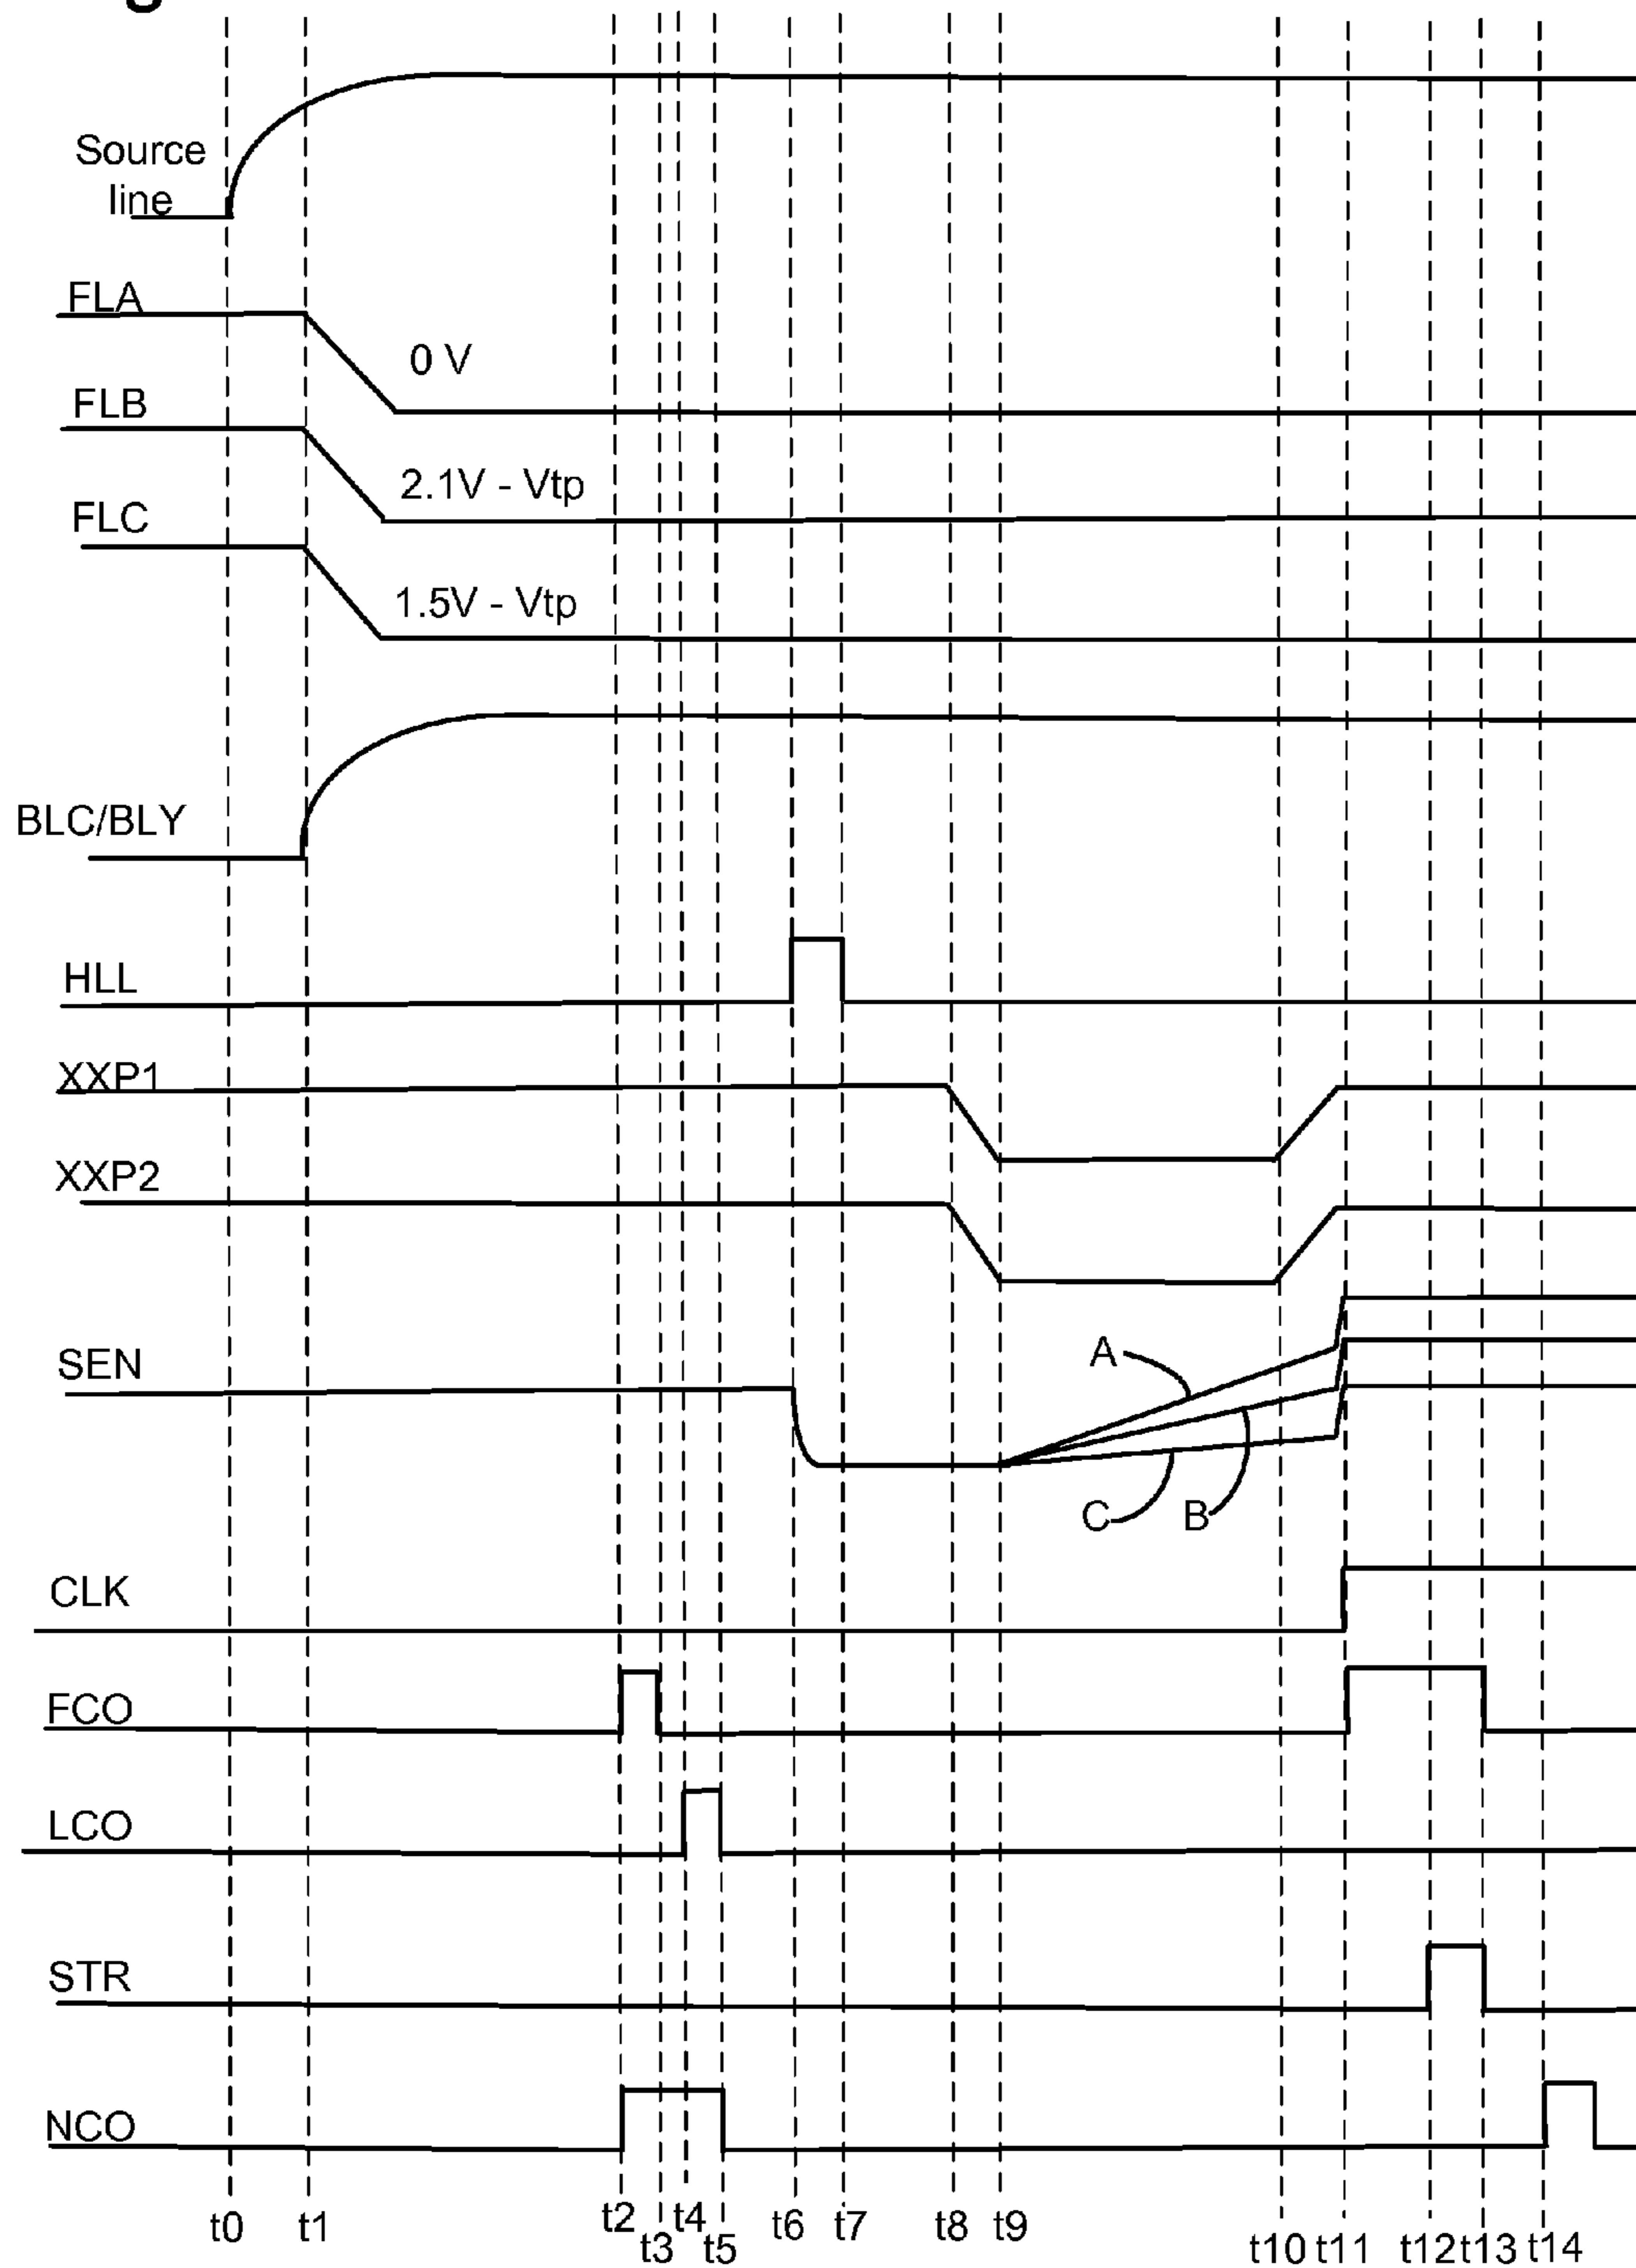 Source
line
FLA
0 V
FLB
2.1V - Vtp
FLC
1.5V - Vtp
BLC/BLY
HLL
XXP1
XXP2
SEN
A
C
B
CLK
FCO
LCO
STR
NCO
t0 t1 t2 t3 t4 t5 t6 t7 t8 t9 t10 t11 t12 t13 t14